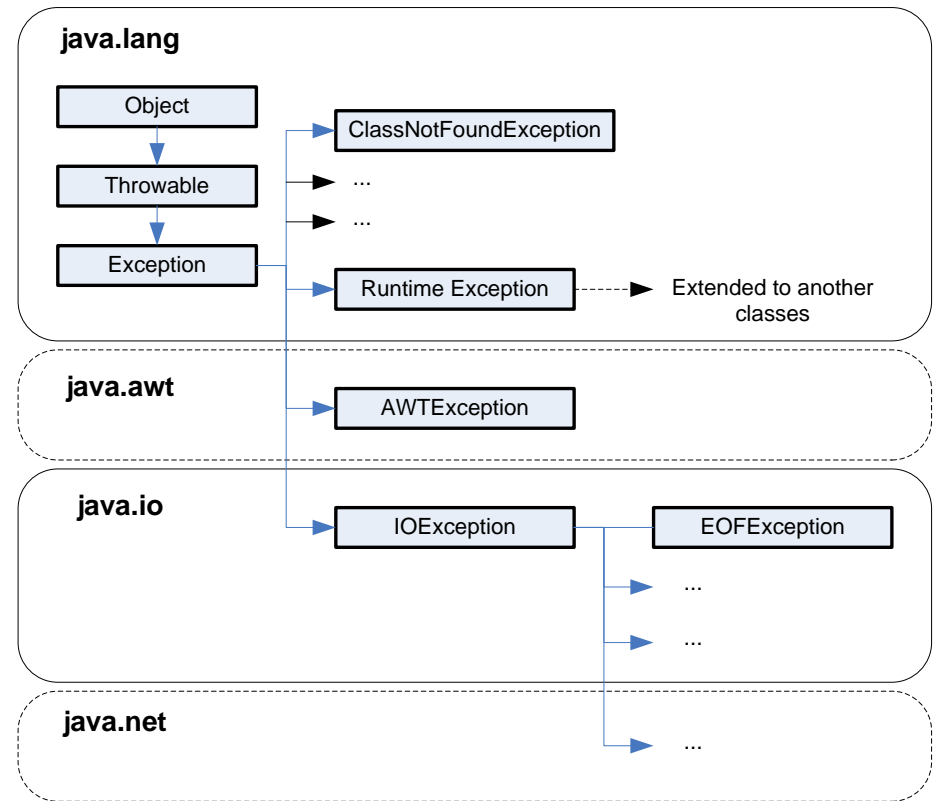 java.lang
Object
ClassNotFoundException
Throwable
...
...
Exception
Runtime Exception
Extended to another
classes
java.awt
AWTException
java.io
IOException
EOFException
...
...
java.net
...